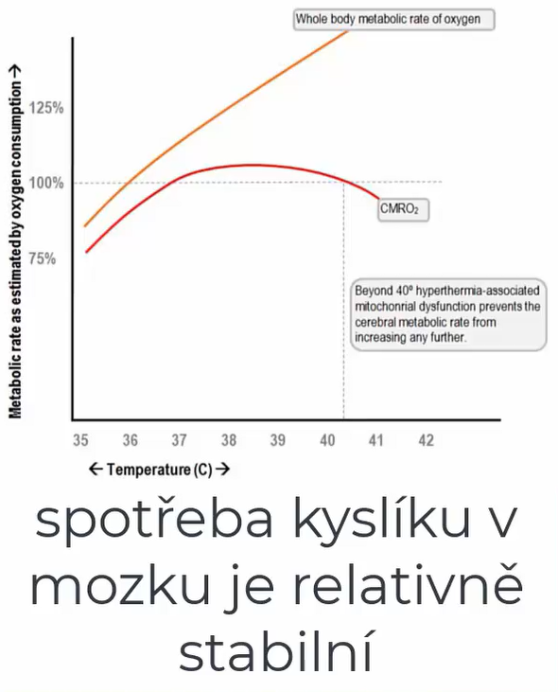 Whole body metabolic rate of oxygen
Metabolic rate as estimated by oxygen consumption →
125%
100%
75%
CMRO₂
Beyond 40º hyperthermia-associated
mitochonrial dysfunction prevents the
cerebral metabolic rate from
increasing any further.
35 36 37 38 39 40 41 42
← Temperature (C) →
spotřeba kyslíku v
mozku je relativně
stabilní